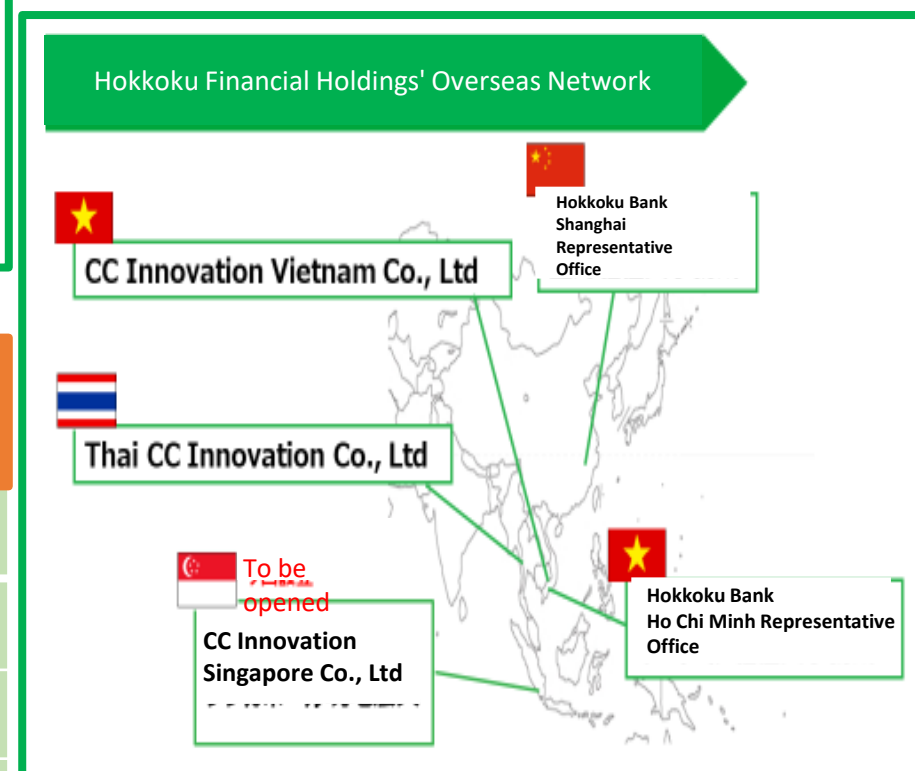 Hokkoku Financial Holdings' Overseas Network
Hokkoku Bank
Shanghai
Representative
Office
CC Innovation Vietnam Co., Ltd
Thai CC Innovation Co., Ltd
To be
opened
CC Innovation
Singapore Co., Ltd
Hokkoku Bank
Ho Chi Minh Representative
Office